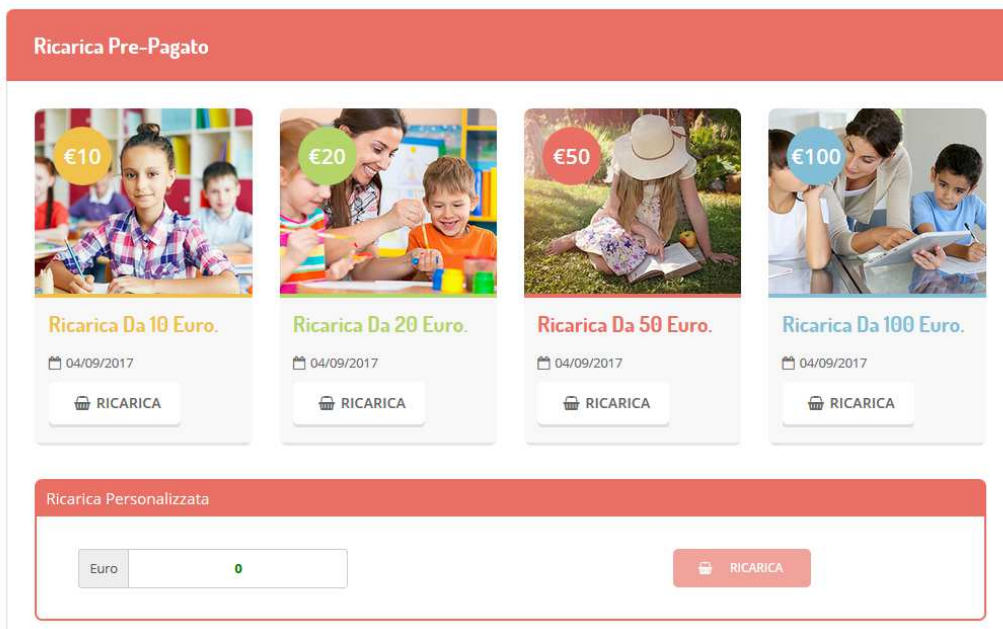 Ricarica Pre-Pagato
€10
€20
€50
€100
Ricarica Da 10 Euro.
Ricarica Da 20 Euro.
Ricarica Da 50 Euro.
Ricarica Da 100 Euro.
04/09/2017
04/09/2017
04/09/2017
04/09/2017
RICARICA
RICARICA
RICARICA
RICARICA
Ricarica Personalizzata
Euro
0
RICARICA